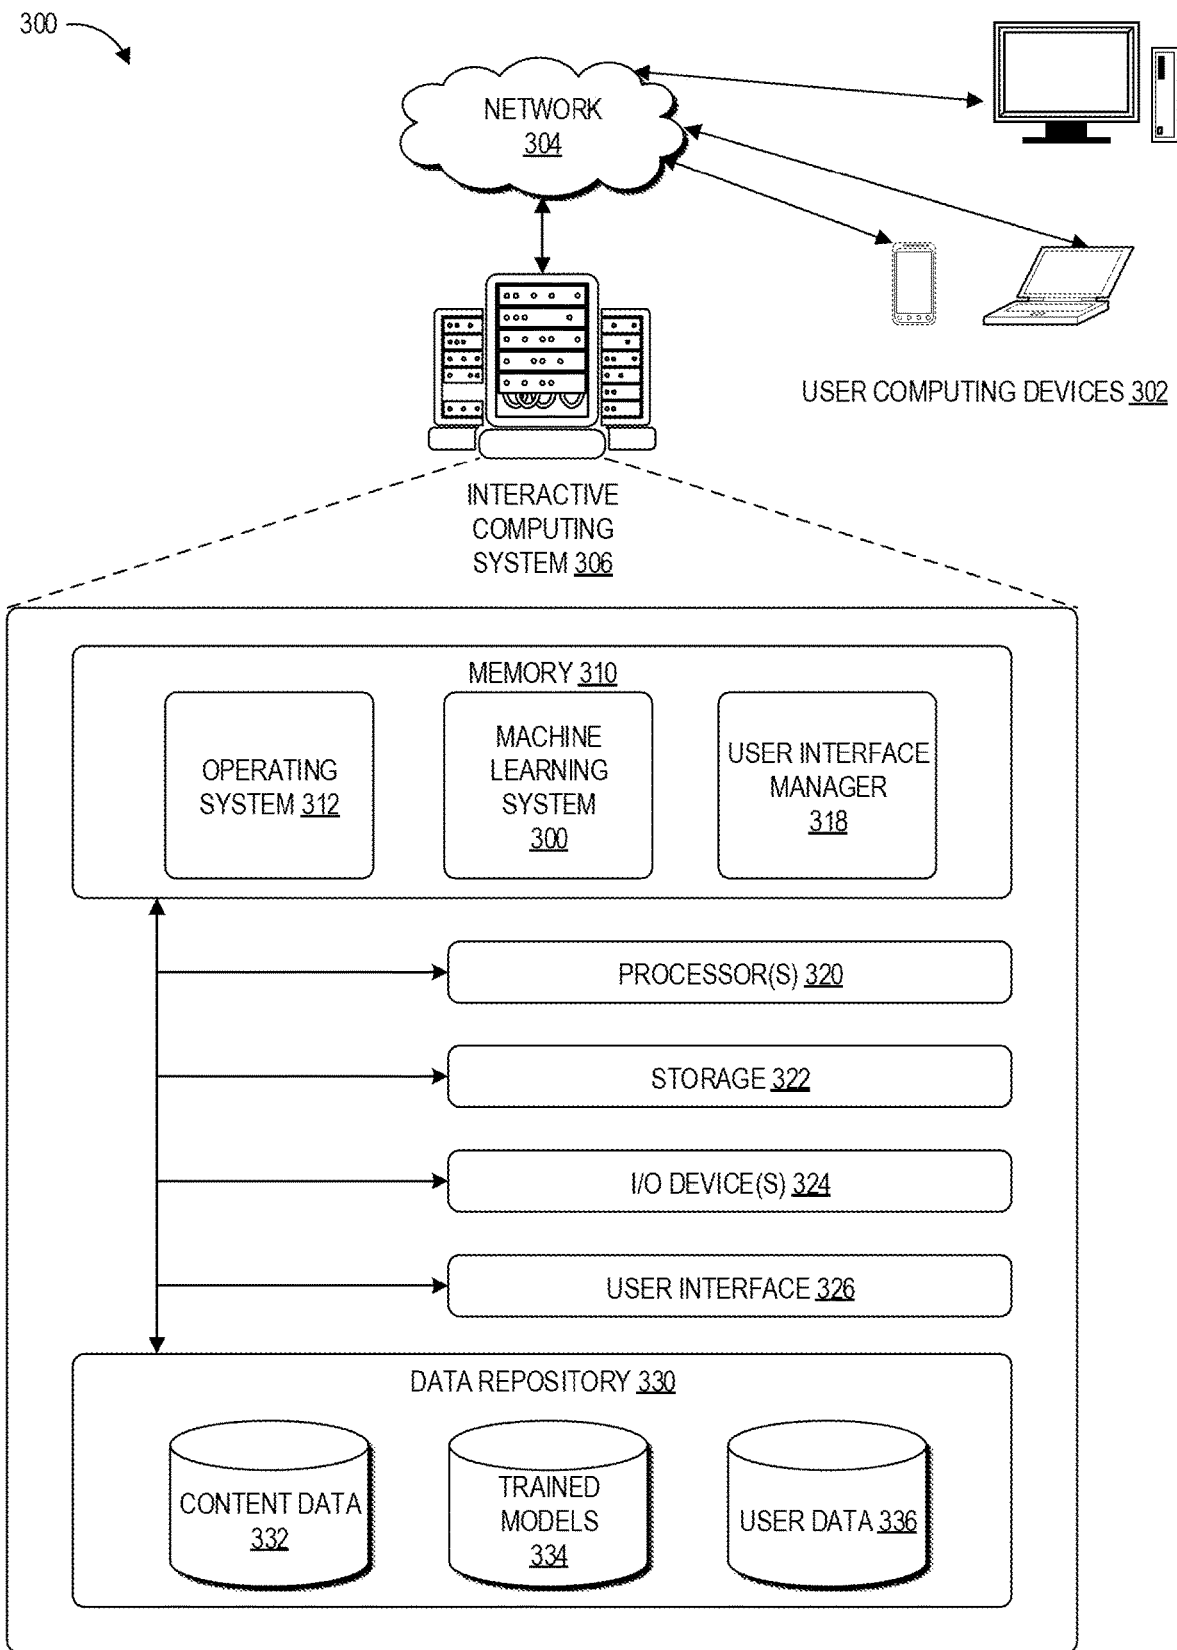 300
NETWORK
304
USER COMPUTING DEVICES 302
INTERACTIVE
COMPUTING
SYSTEM 306
MEMORY 310
OPERATING
SYSTEM 312
MACHINE
LEARNING
SYSTEM
300
USER INTERFACE
MANAGER
318
PROCESSOR(S) 320
STORAGE 322
I/O DEVICE(S) 324
USER INTERFACE 326
DATA REPOSITORY 330
CONTENT DATA
332
TRAINED
MODELS
334
USER DATA 336